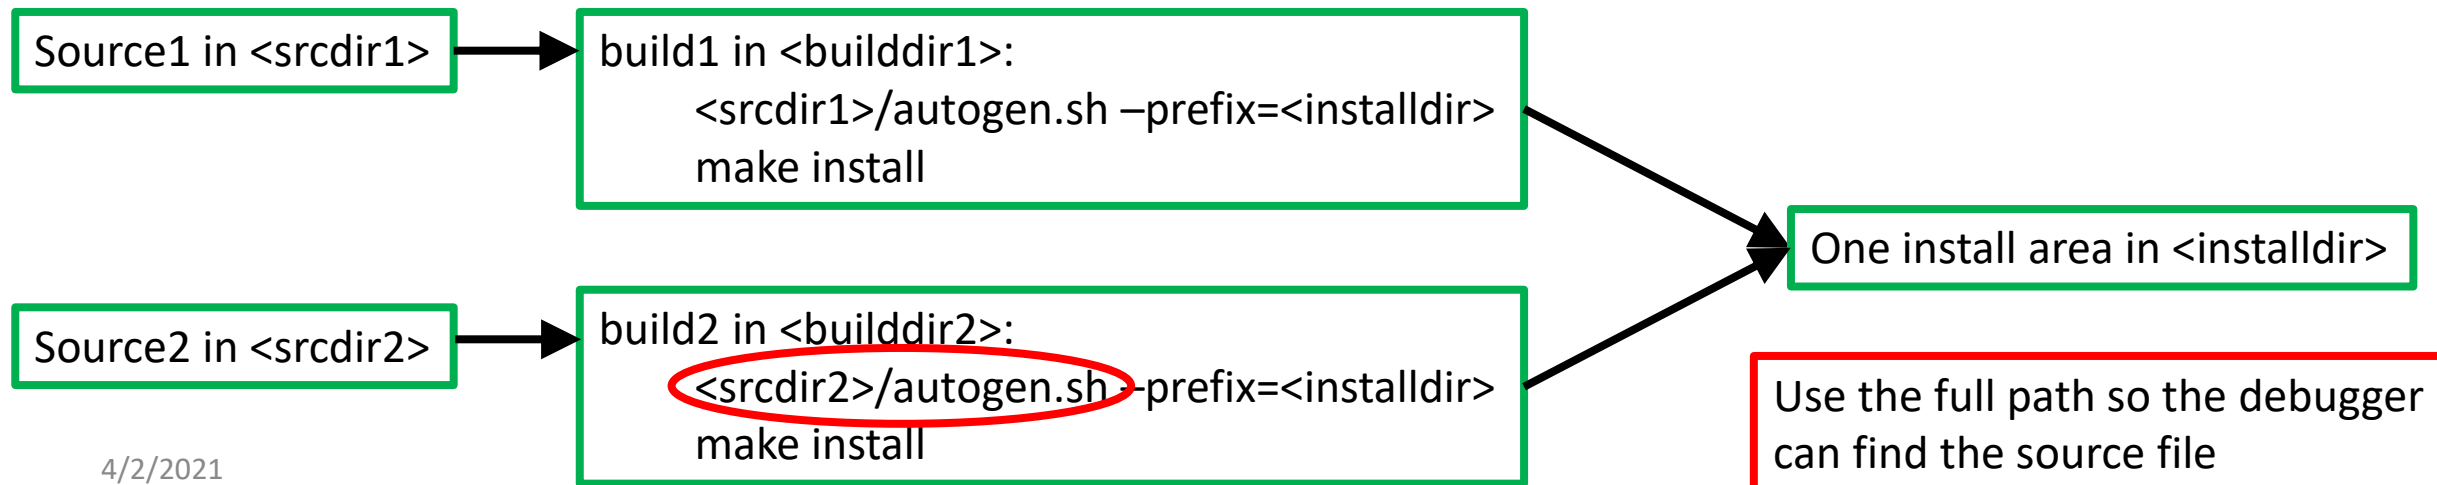 Source1 in <srcdir1>
build1 in <builddir1>:
<srcdir1>/autogen.sh –prefix=<installdir>
make install
One install area in <installdir>
Source2 in <srcdir2>
build2 in <builddir2>:
<srcdir2>/autogen.sh –prefix=<installdir>
make install
Use the full path so the debugger
can find the source file
4/2/2021